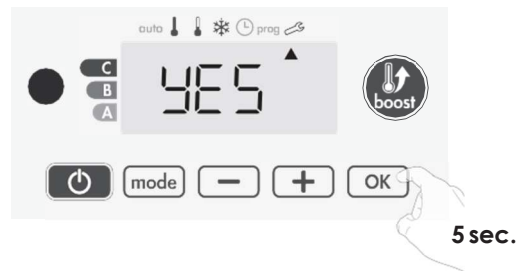 auto prog
C
B
A
YES
boost
mode − + OK
5 sec.